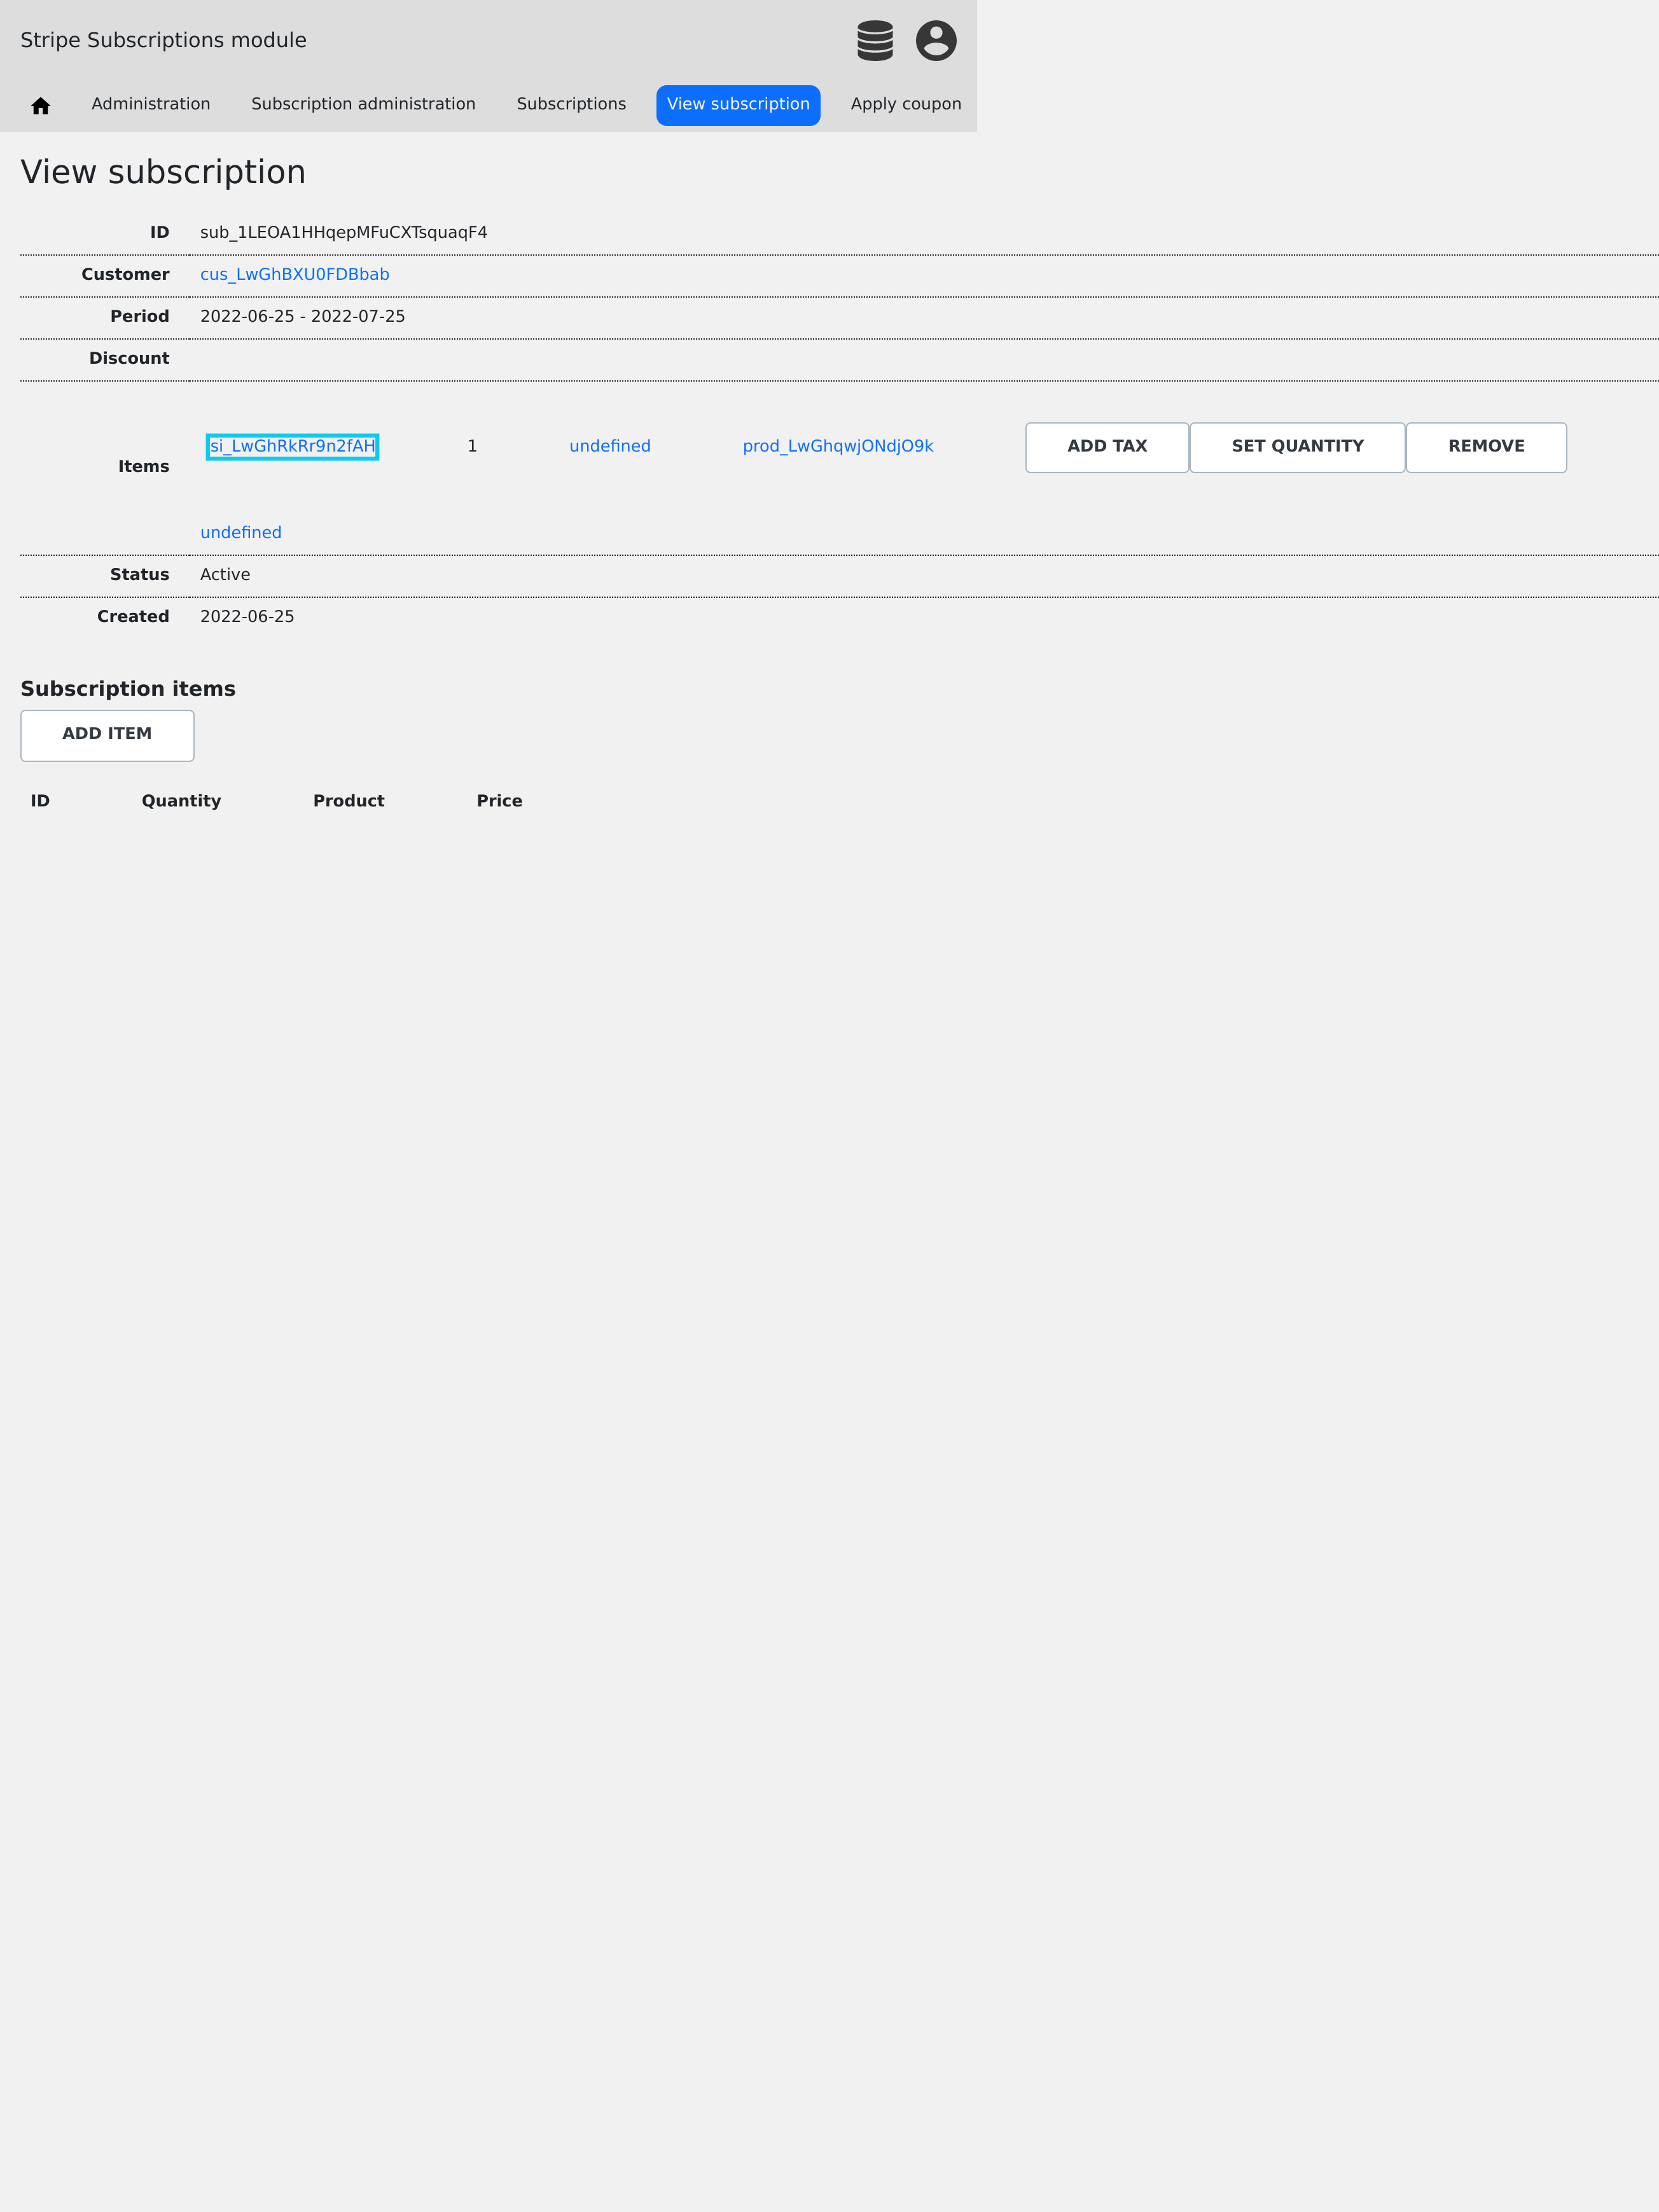 Stripe Subscriptions module
Administration Subscription administration Subscriptions View subscription Apply coupon
View subscription
ID sub_1LEOA1HHqepMFuCXTsquaqF4
Customer cus_LwGhBXU0FDBbab
Period 2022-06-25 - 2022-07-25
Discount
Items si_LwGhRkRr9n2fAH 1 undefined prod_LwGhqwjONdjO9k ADD TAX SET QUANTITY REMOVE
undefined
Status Active
Created 2022-06-25
Subscription items
ADD ITEM
ID Quantity Product Price